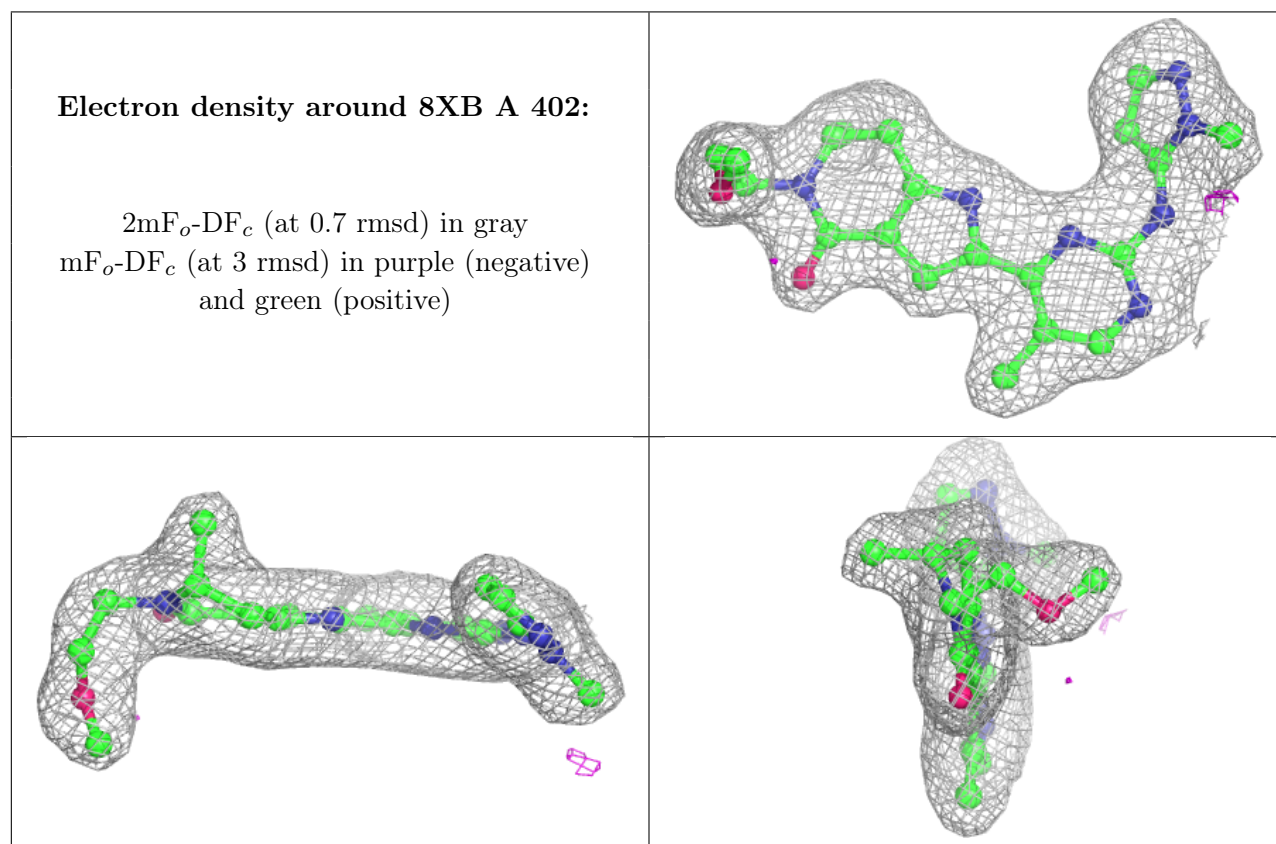 Electron density around 8XB A 402:
2mFo-DFc (at 0.7 rmsd) in gray
mFo-DFc (at 3 rmsd) in purple (negative)
and green (positive)